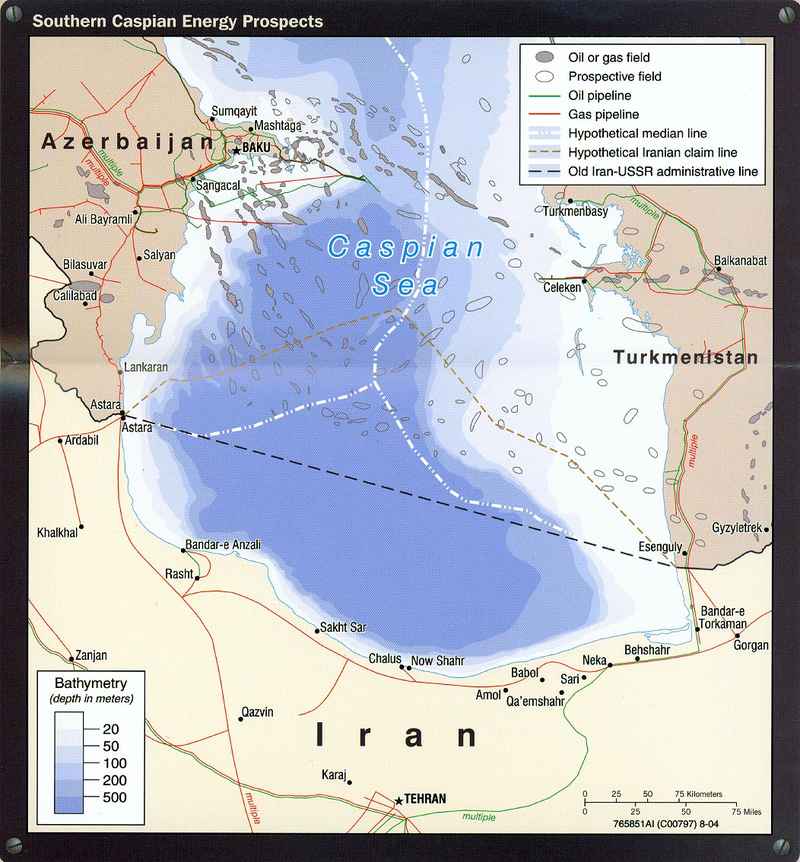 Southern Caspian Energy Prospects
Oil or gas field
Prospective field
Oil pipeline
Gas pipeline
Hypothetical median line
Hypothetical Iranian claim line
Old Iran-USSR administrative line
Sumqayit
Mashtaga
Azerbaijan
BAKU
multiple
multiple
Sangacal
Ali Bayramli
Turkmenbasy
multiple
Caspian
Sea
Salyan
Bilasuvar
Balkanabat
Celeken
Calilabad
Turkmenistan
Lankaran
Astara
Astara
Ardabil
multiple
Khalkhal
Gyzyletrek
Bandar-e Anzali
Esenguly
Rasht
Bandar-e
Torkaman
Sakht Sar
Gorgan
Zanjan
Behshahr
Chalus
Now Shahr
Neka
Babol
Sari
Bathymetry
(depth in meters)
20
50
100
200
500
Amol
Qa'emshahr
Qazvin
Iran
Karaj
TEHRAN
multiple
multiple
0 25 50 75 Kilometers
0 25 50 75 Miles
765851AI (C00797) 8-04